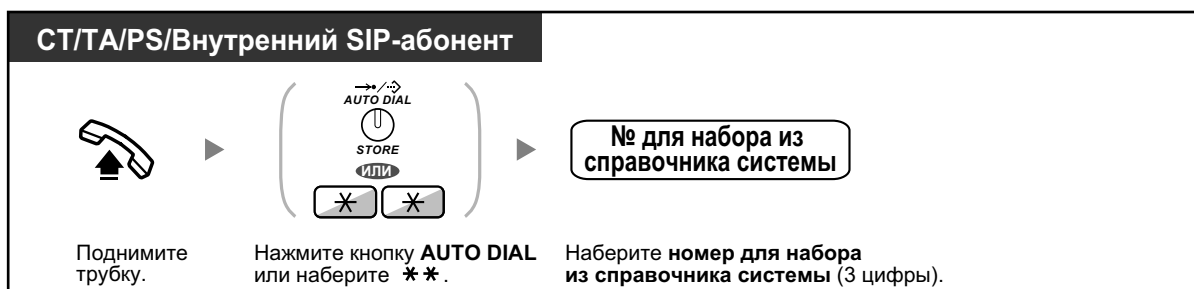 СТ/ТА/PS/Внутренний SIP-абонент
AUTO DIAL
STORE
ИЛИ
№ для набора из
справочника системы
Поднимите
трубку.
Нажмите кнопку AUTO DIAL
или наберите ** .
Наберите номер для набора
из справочника системы (3 цифры).